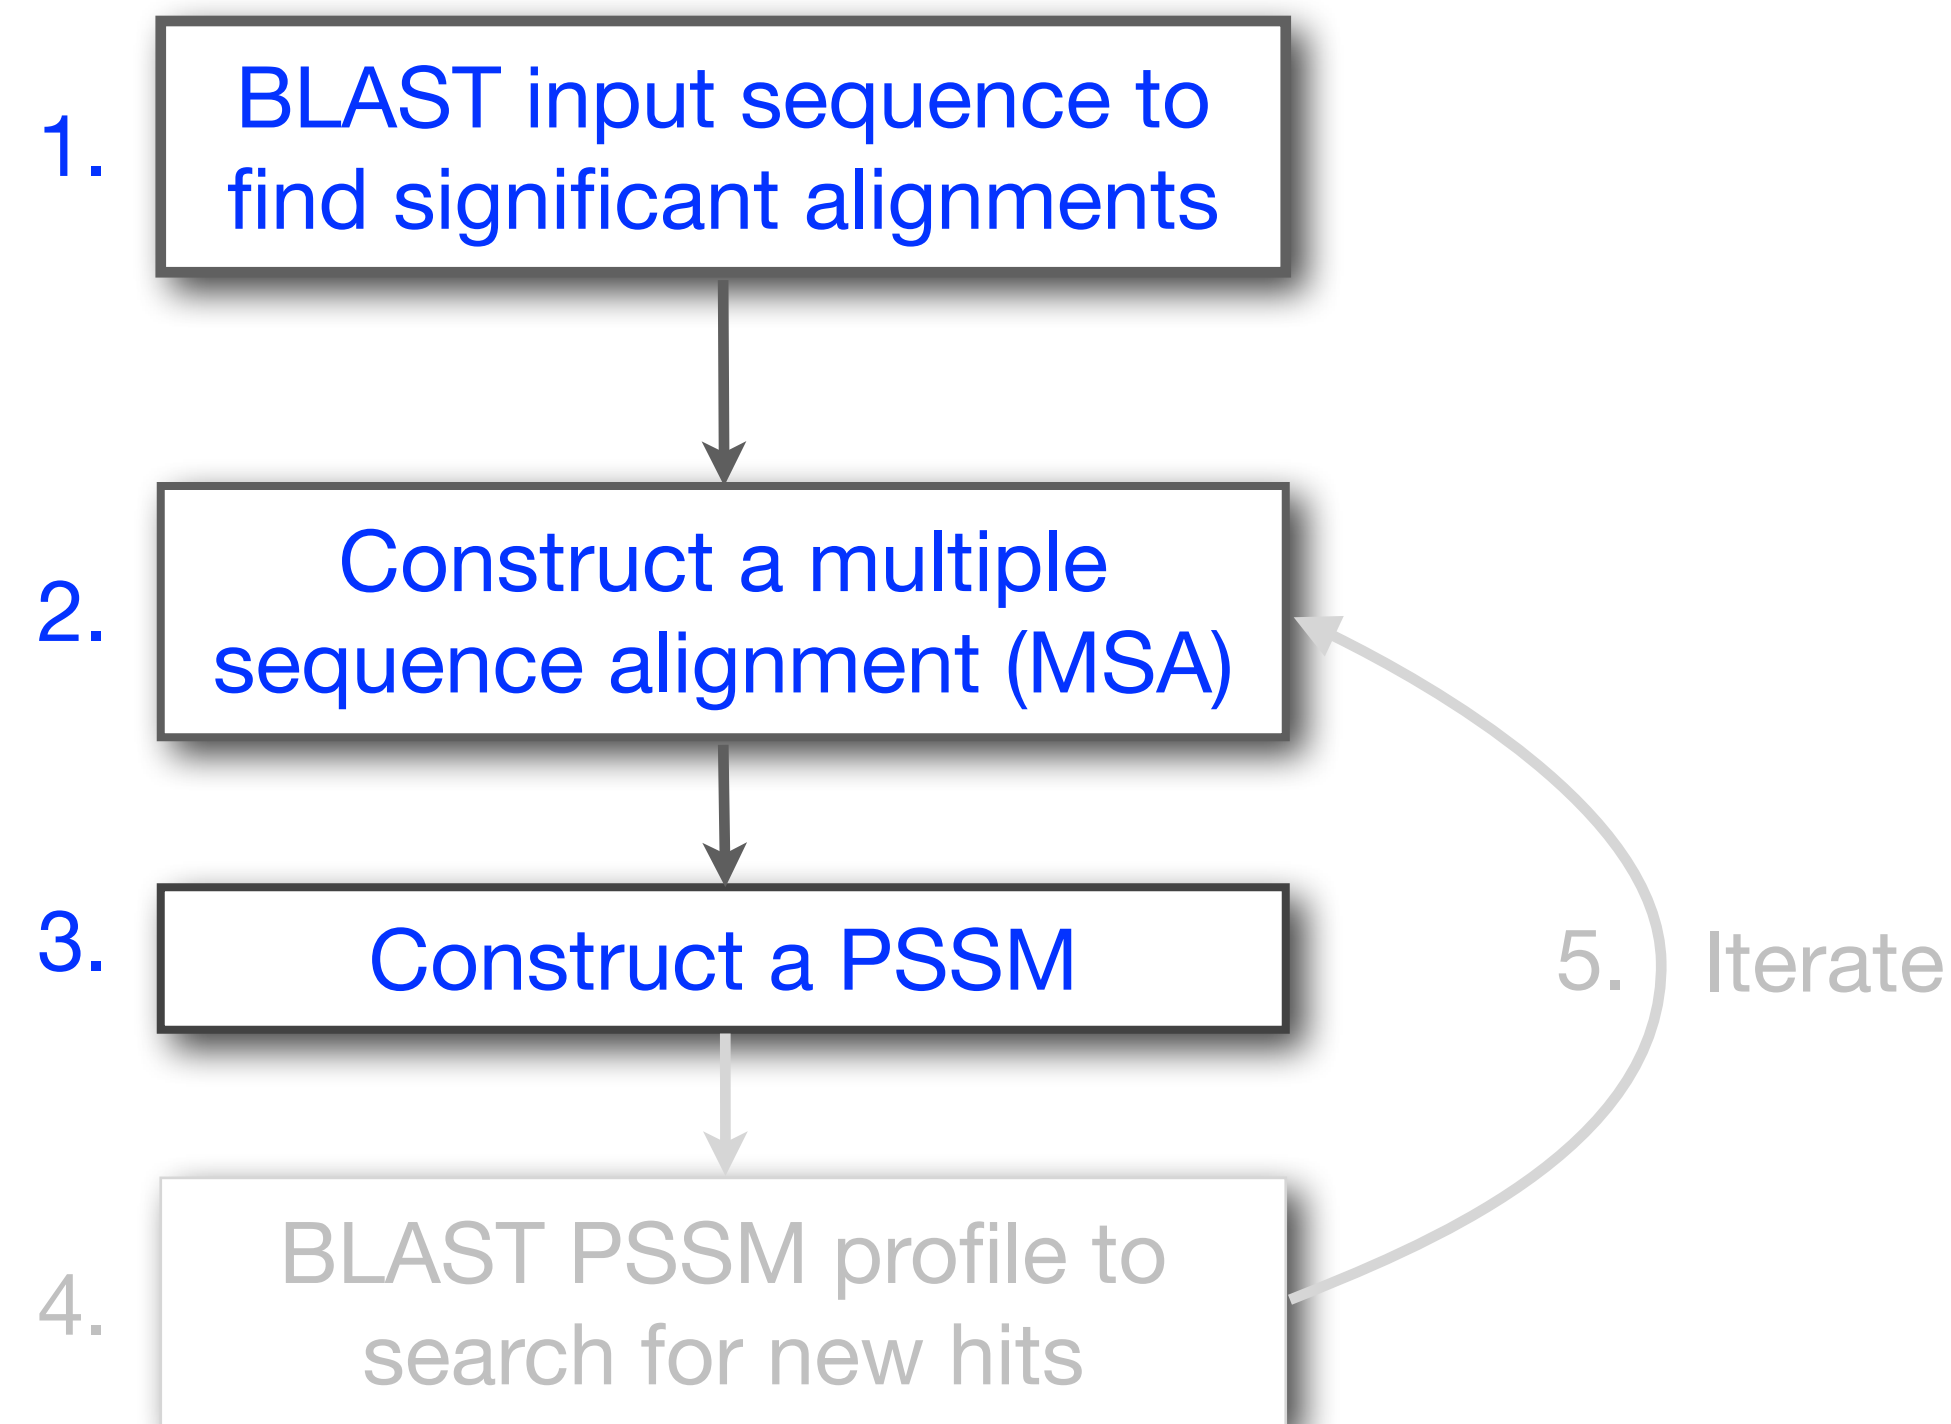 1.
BLAST input sequence to
find significant alignments
2.
Construct a multiple
sequence alignment (MSA)
3.
Construct a PSSM
5. Iterate
4.
BLAST PSSM profile to
search for new hits